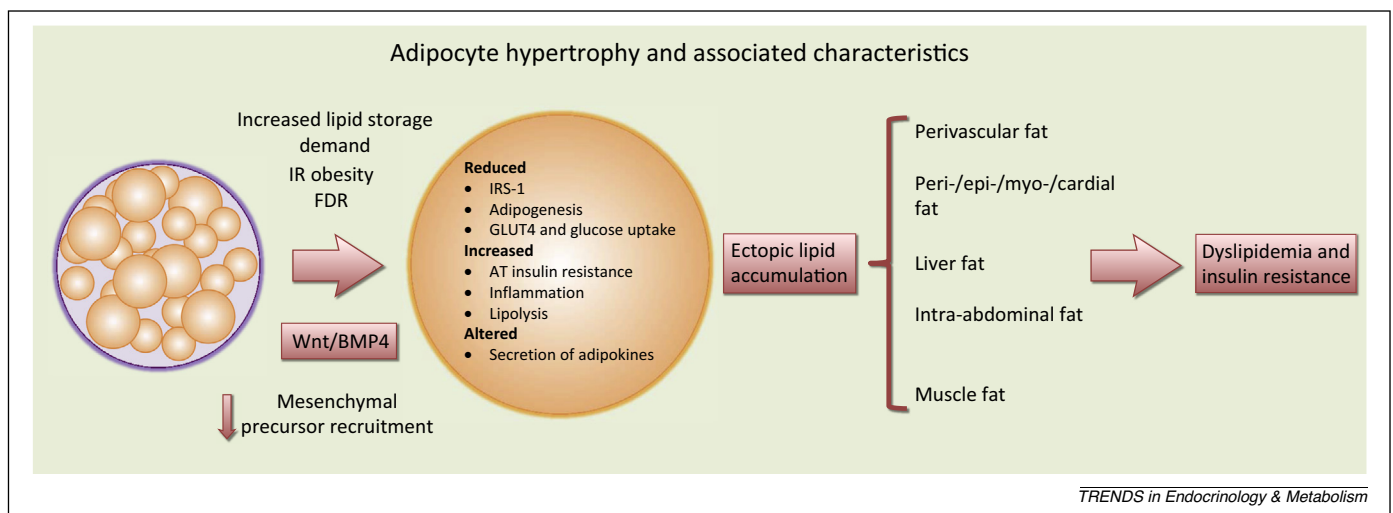 Adipocyte hypertrophy and associated characteristics
Increased lipid storage
demand
IR obesity
FDR
Wnt/BMP4
Mesenchymal
precursor recruitment
Reduced
• IRS-1
• Adipogenesis
• GLUT4 and glucose uptake
Increased
• AT insulin resistance
• Inflammation
• Lipolysis
Altered
• Secretion of adipokines
Ectopic lipid
accumulation
Perivascular fat
Peri-/epi-/myo-/cardial
fat
Liver fat
Intra-abdominal fat
Muscle fat
Dyslipidemia and
insulin resistance
TRENDS in Endocrinology & Metabolism